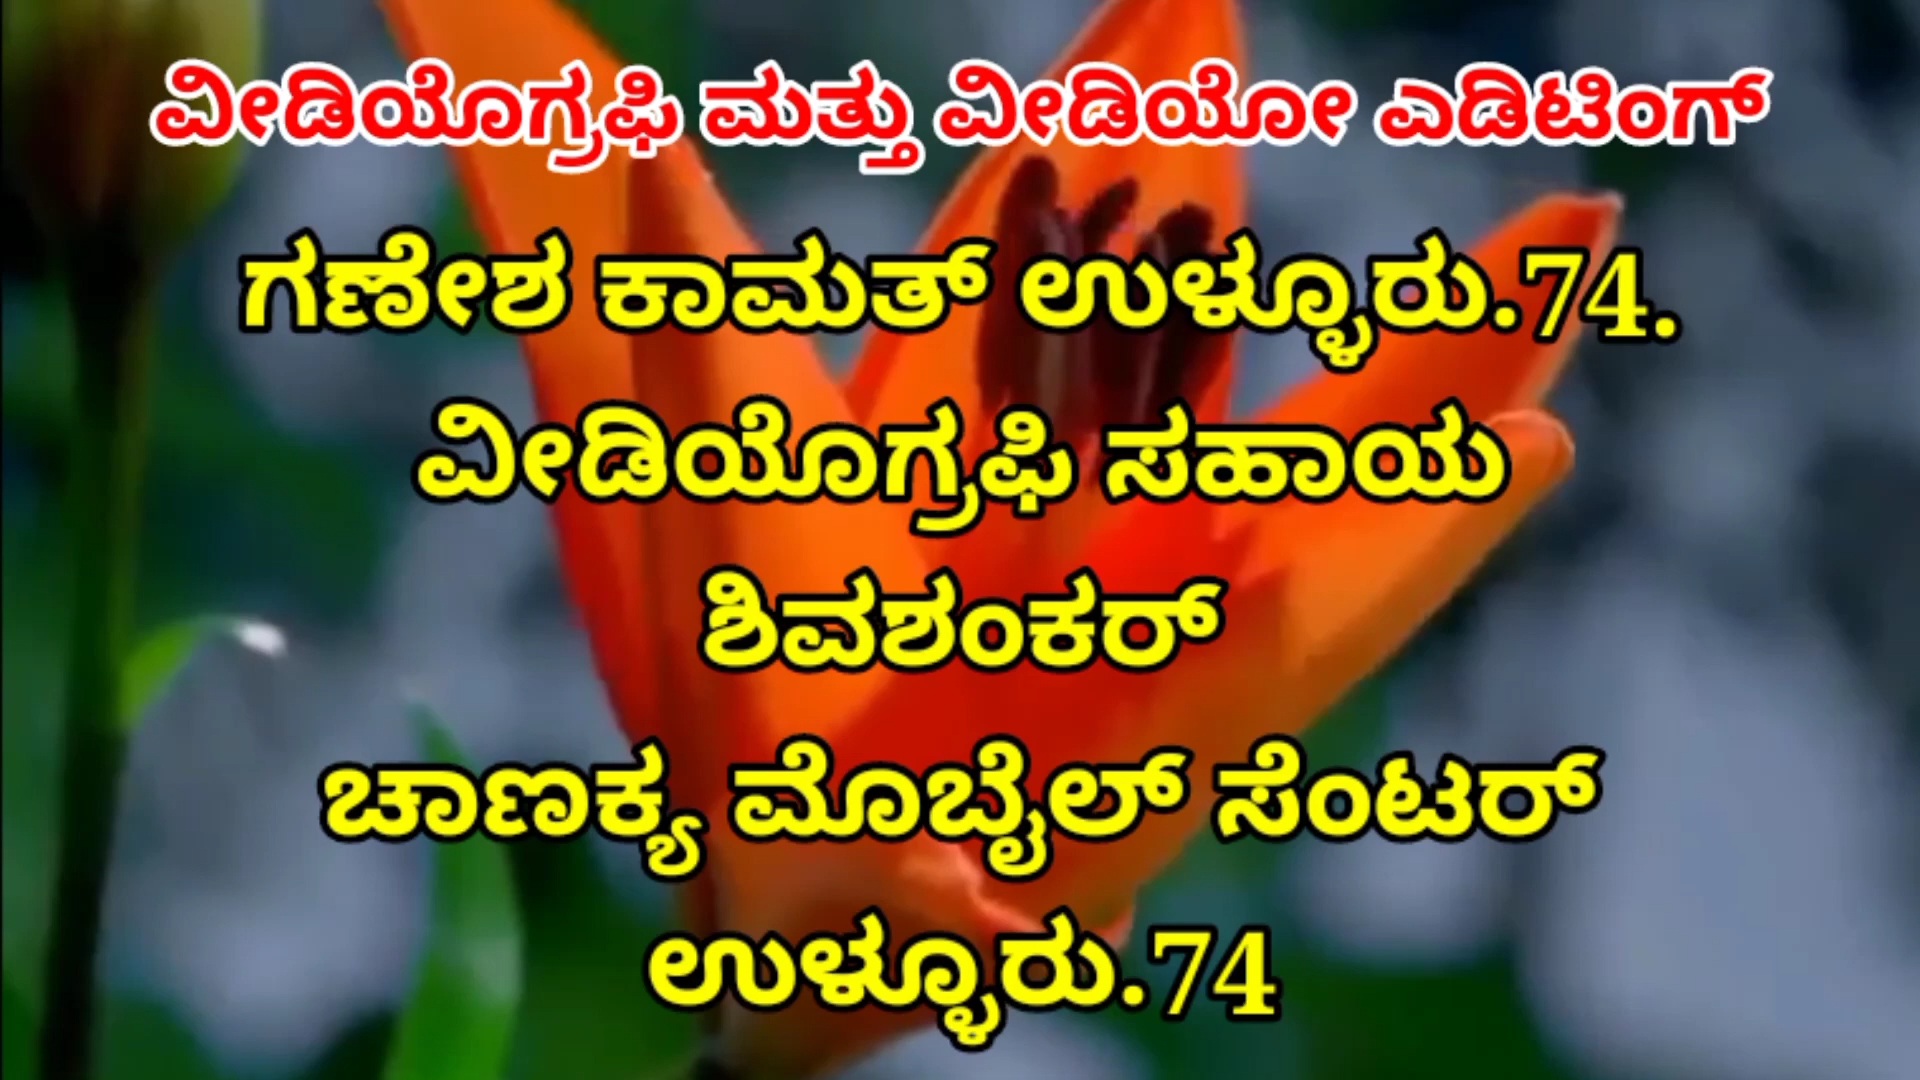 ವೀಡಿಯೊಗ್ರಫಿ ಮತ್ತು ವೀಡಿಯೋ ಎಡಿಟಿಂಗ್
ಗಣೇಶ ಕಾಮತ್ ಉಳ್ಳೂರು.74.
ವೀಡಿಯೊಗ್ರಫಿ ಸಹಾಯ
ಶಿವಶಂಕರ್
ಚಾಣಕ್ಯ ಮೊಬೈಲ್ ಸೆಂಟರ್
ಉಳ್ಳೂರು.74